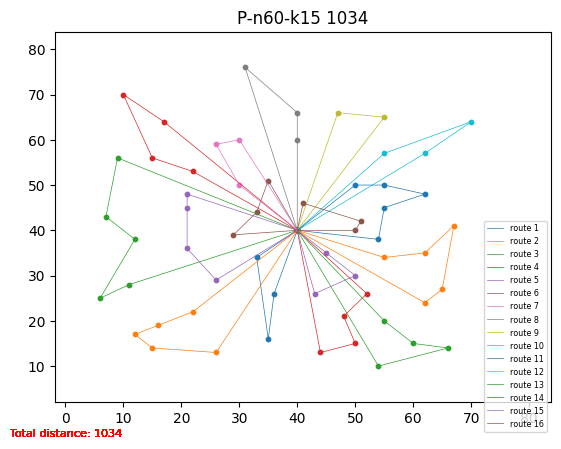 P-n60-k15 1034
80
70
60
50
40
30
20
10
0 10 20 30 40 50 60 70 80
route 1
route 2
route 3
route 4
route 5
route 6
route 7
route 8
route 9
route 10
route 11
route 12
route 13
route 14
route 15
route 16
Total distance: 1034